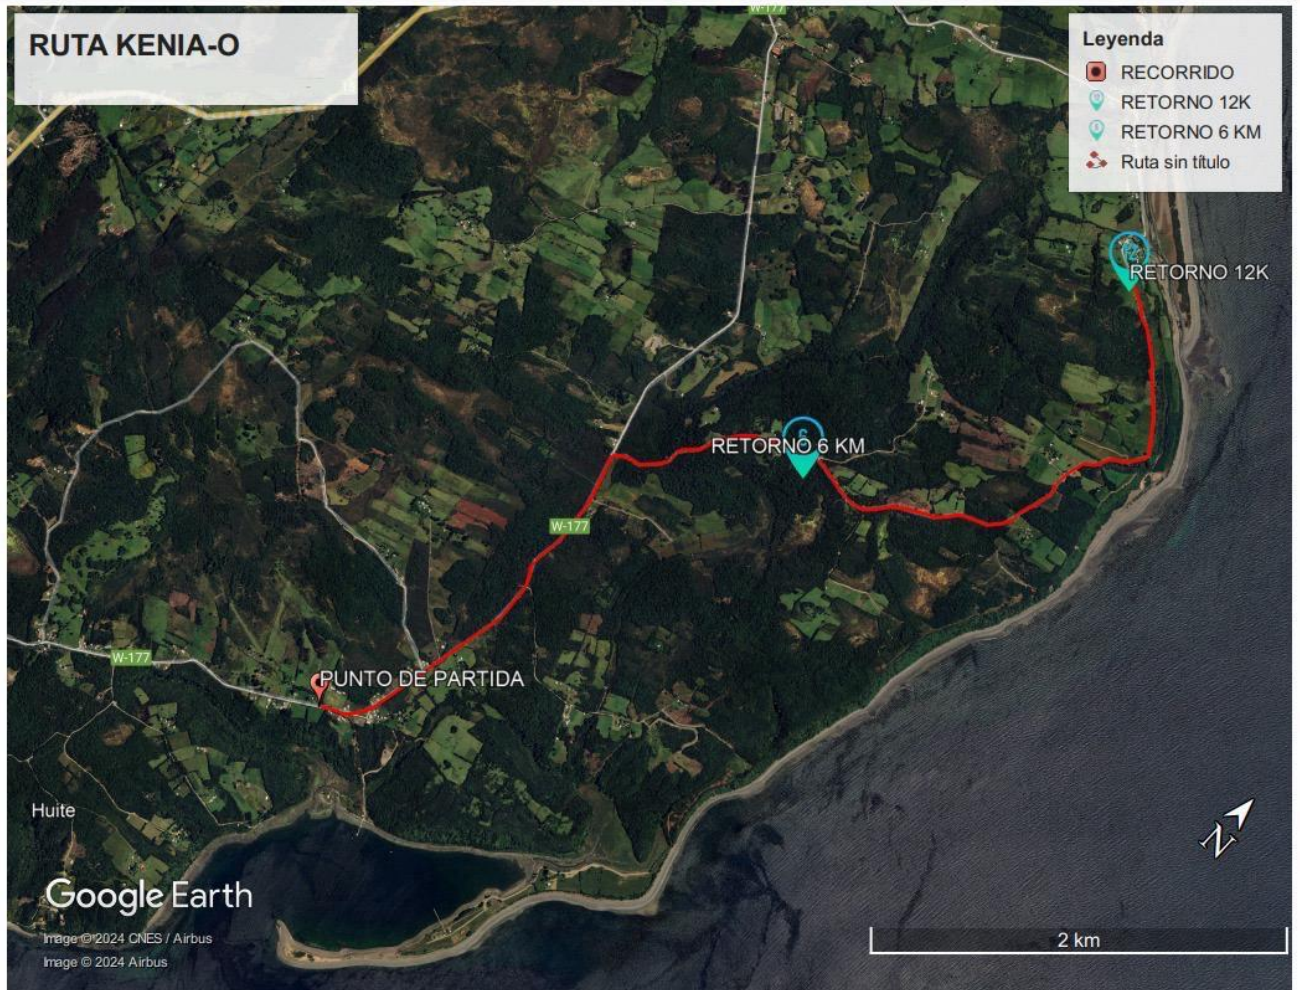 W-177
RUTA KENIA-O
Leyenda
RECORRIDO
RETORNO 12K
RETORNO 6 KM
Ruta sin título
RETORNO 12K
6
RETORNO 6 KM
W-177
W-177
PUNTO DE PARTIDA
Huite
N
Google Earth
Image © 2024 CNES / Airbus
Image © 2024 Airbus
2 km